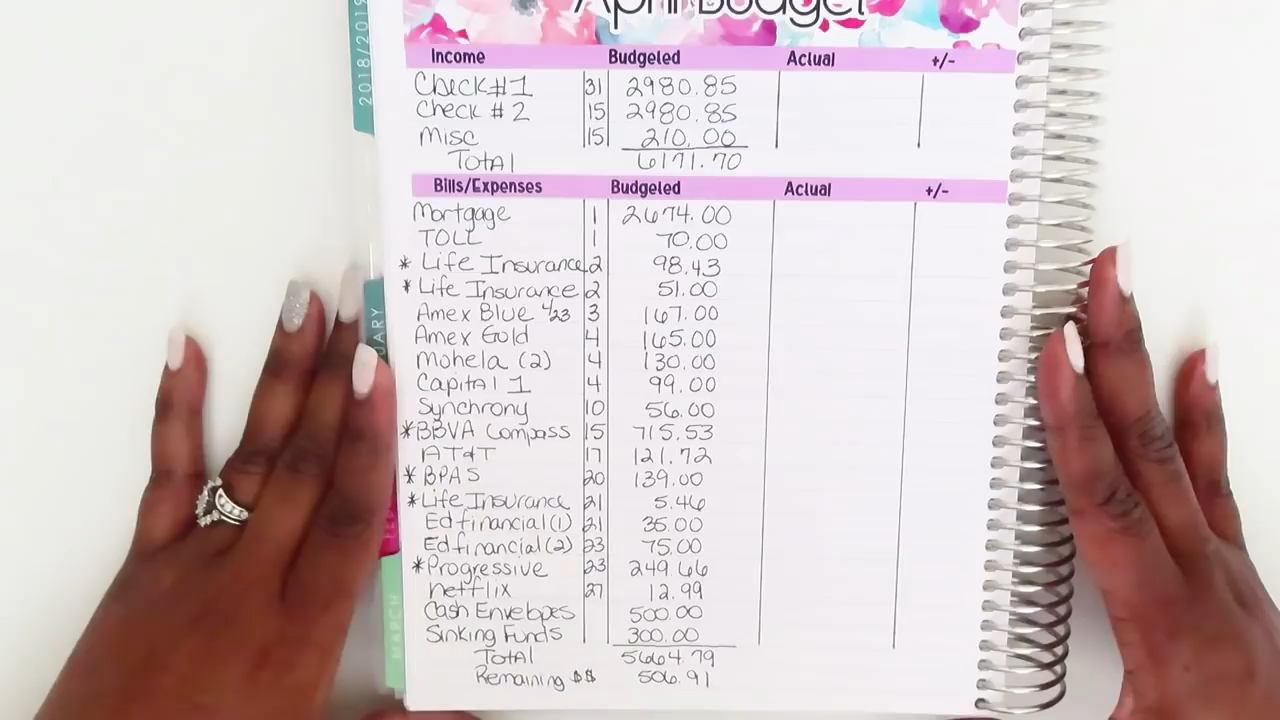 April Budget
2018/2019
Income Budgeted Actual +/-
Check #1 31 2980.85
Check #2 15 2980.85
Misc 15 210.00
Total 6171.70
Bills/Expenses Budgeted Actual +/-
Mortgage 1 2674.00
TOLL 1 70.00
* Life Insurance 2 98.43
* Life Insurance 2 51.00
Amex Blue 4/23 3 167.00
Amex Gold 4 165.00
Mohela (2) 4 130.00
Capital 1 4 99.00
Synchrony 10 56.00
*BBVA Compass 15 715.53
AT&T 17 121.72
* BPAS 20 139.00
*Life Insurance 21 5.46
Edfinancial (1) 21 35.00
Edfinancial (2) 23 75.00
*Progressive 23 249.66
Netflix 27 12.99
Cash Envelopes 500.00
Sinking Funds 300.00
Total 5664.79
Remaining $$ 506.91
UARY
MARCH